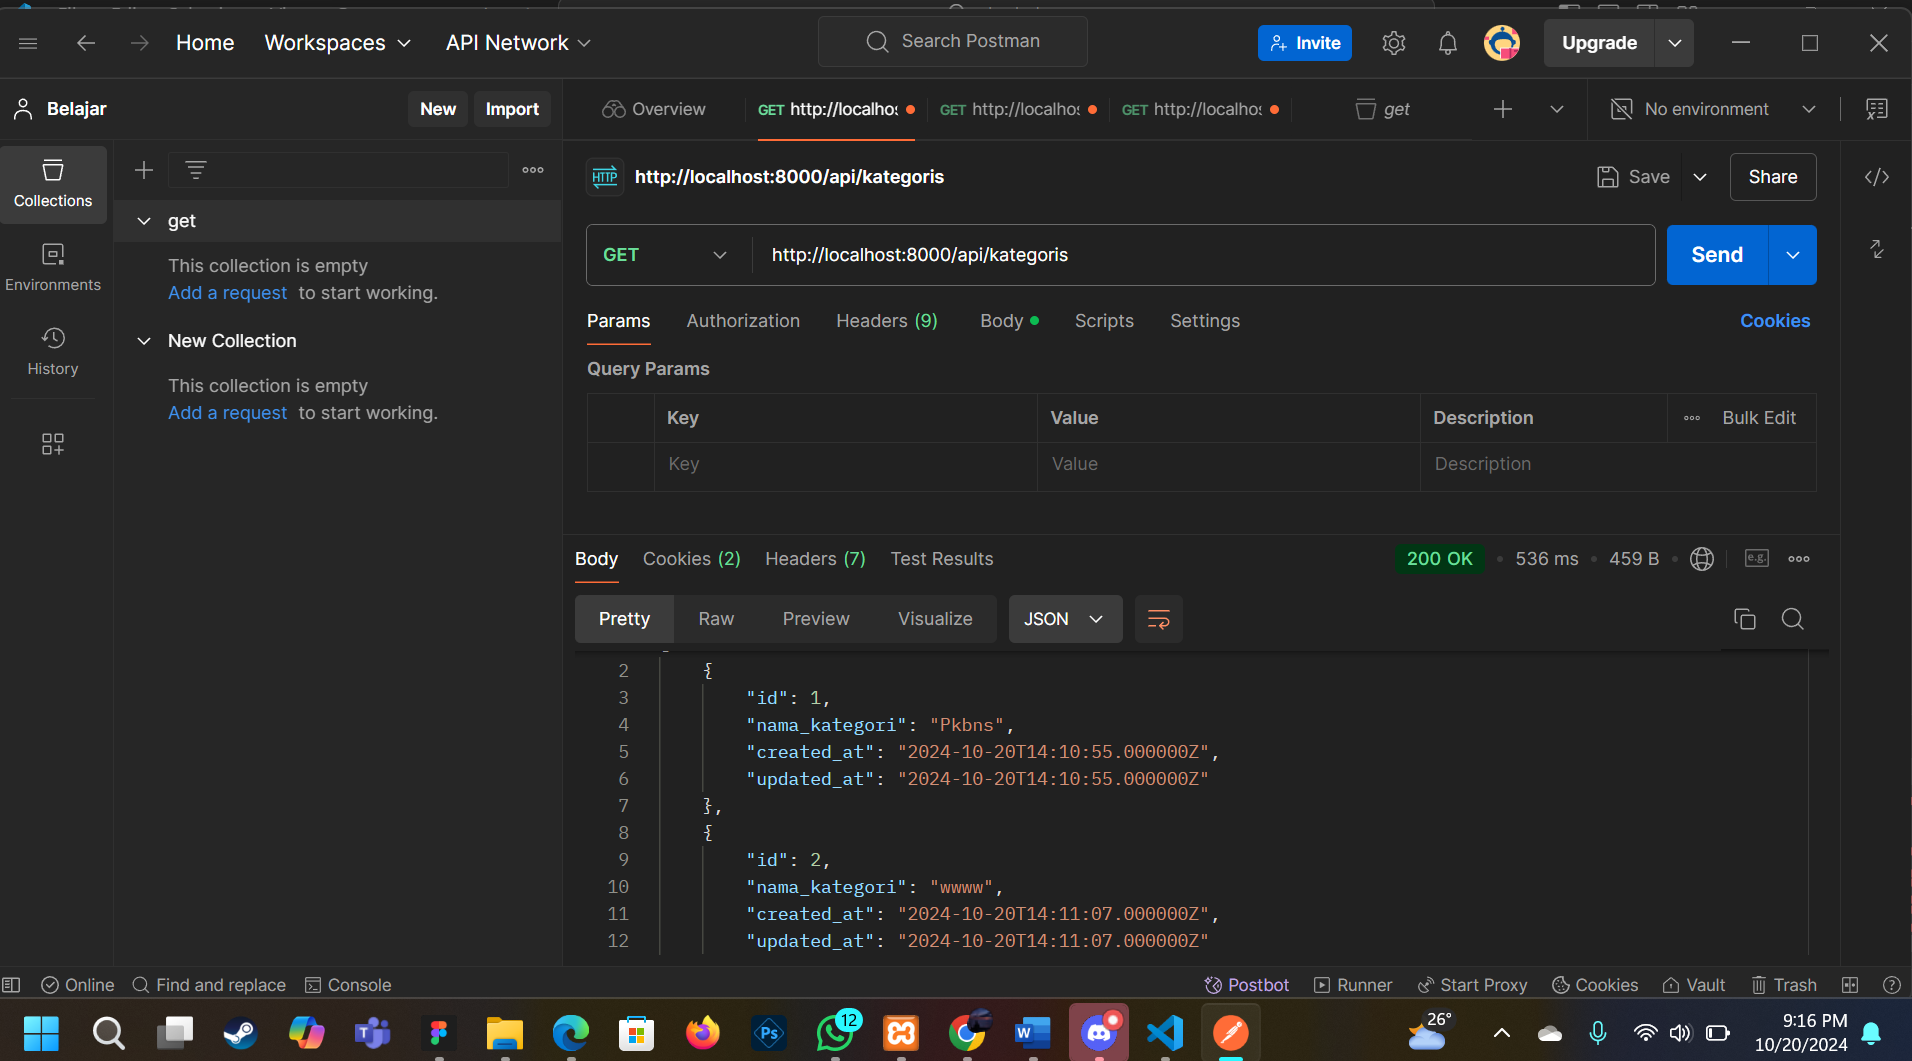 Home Workspaces API Network Search Postman Invite Upgrade
Belajar New Import Overview GET http://localhos GET http://localhos GET http://localhos get No environment
Collections
Environments
History
get
This collection is empty
Add a request to start working.
New Collection
This collection is empty
Add a request to start working.
HTTP http://localhost:8000/api/kategoris Save Share
GET http://localhost:8000/api/kategoris Send
Params Authorization Headers (9) Body Scripts Settings Cookies
Query Params
Key Value Description Bulk Edit
Key Value Description
Body Cookies (2) Headers (7) Test Results 200 OK 536 ms 459 B e.g.
Pretty Raw Preview Visualize JSON
2 {
3 "id": 1,
4 "nama_kategori": "Pkbns",
5 "created_at": "2024-10-20T14:10:55.000000Z",
6 "updated_at": "2024-10-20T14:10:55.000000Z"
7 },
8 {
9 "id": 2,
10 "nama_kategori": "wwww",
11 "created_at": "2024-10-20T14:11:07.000000Z",
12 "updated_at": "2024-10-20T14:11:07.000000Z"
Online Find and replace Console Postbot Runner Start Proxy Cookies Vault Trash
Ps 12 W 26° 9:16 PM
10/20/2024